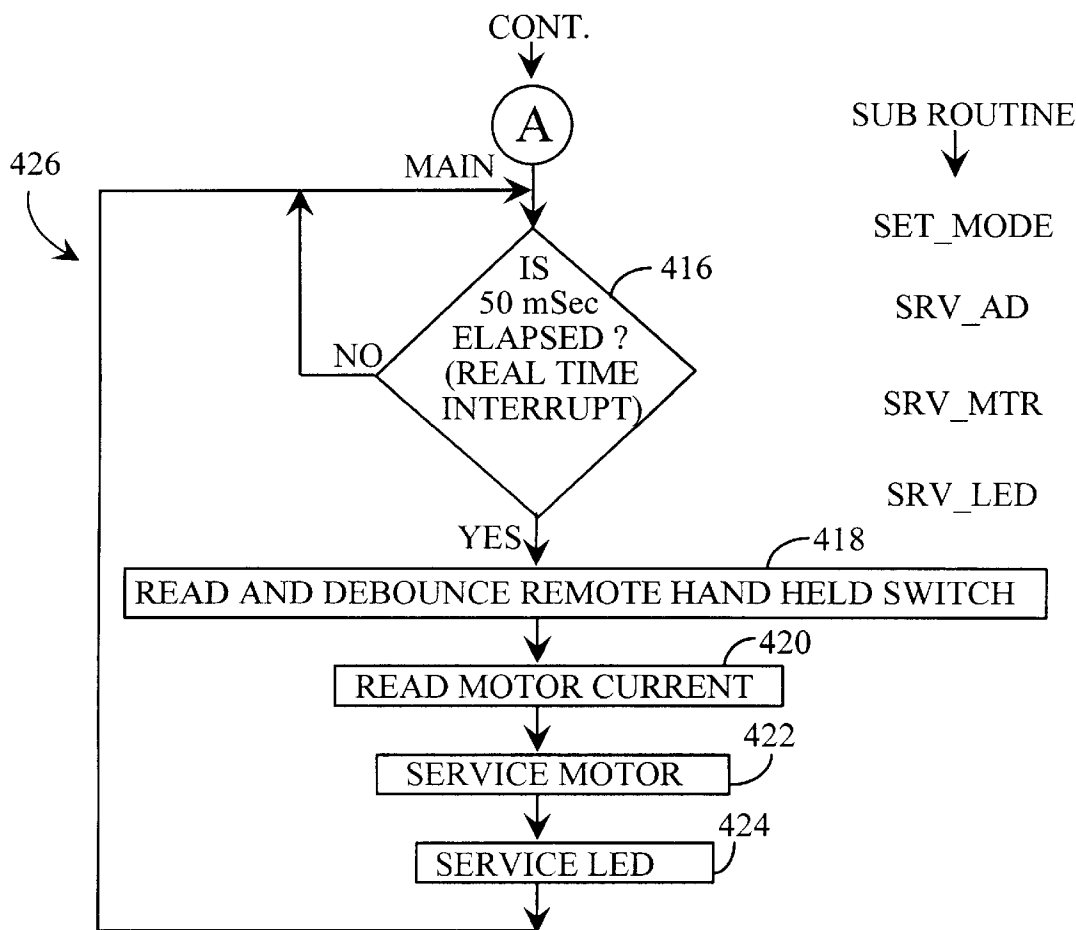 CONT.
A
SUB ROUTINE
426
MAIN
SET_MODE
IS
50 mSec
ELAPSED ?
(REAL TIME
INTERRUPT)
416
NO
SRV_AD
SRV_MTR
SRV_LED
YES
418
READ AND DEBOUNCE REMOTE HAND HELD SWITCH
420
READ MOTOR CURRENT
422
SERVICE MOTOR
424
SERVICE LED